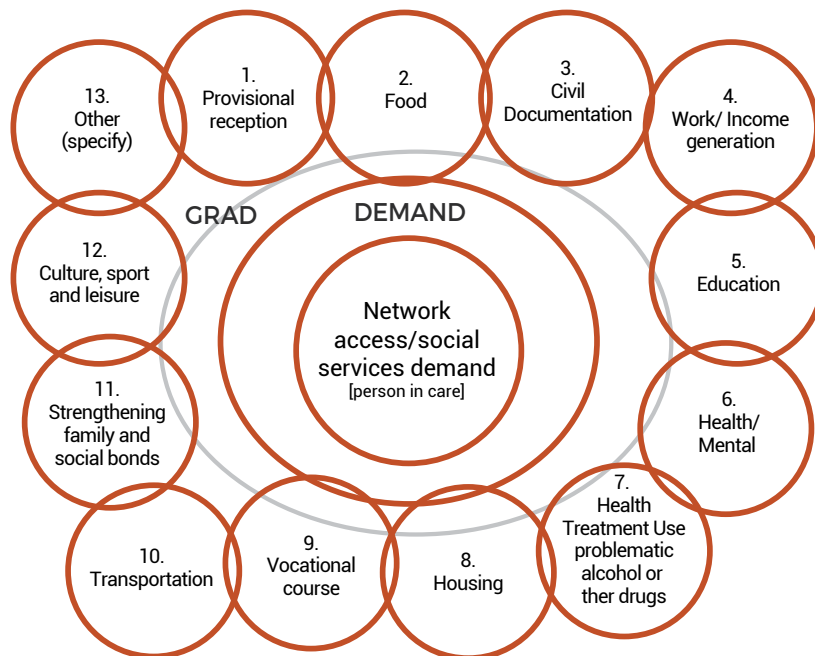 1.
Provisional
reception
2.
Food
3.
Civil
Documentation
4.
Work/ Income
generation
5.
Education
6.
Health/
Mental
7.
Health
Treatment Use
problematic
alcohol or
ther drugs
8.
Housing
9.
Vocational
course
10.
Transportation
11.
Strengthening
family and
social bonds
12.
Culture, sport
and leisure
13.
Other
(specify)
GRAD
DEMAND
Network
access/social
services demand
[person in care]